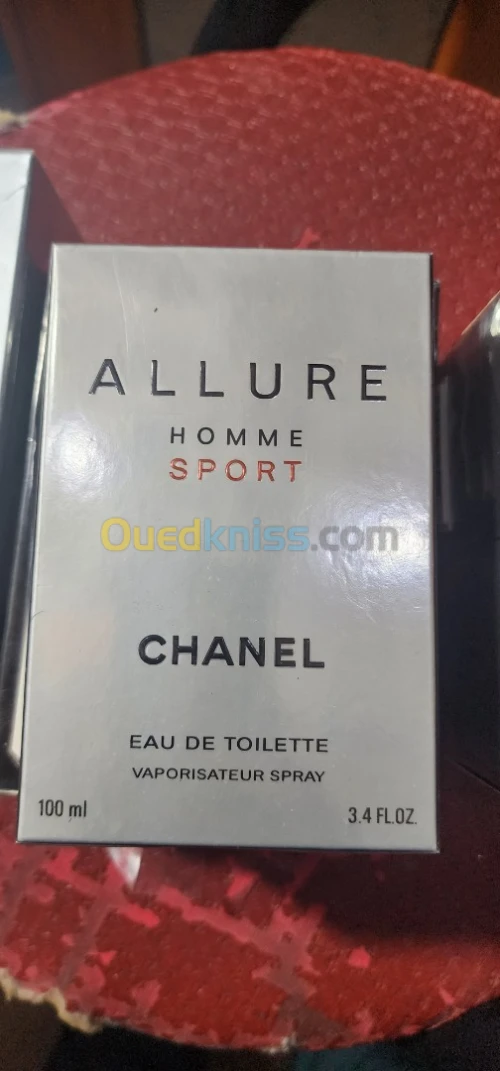 ALLURE
HOMME
SPORT
Ouedkniss.com
CHANEL
EAU DE TOILETTE
VAPORISATEUR SPRAY
100 ml
3.4 FL.OZ.